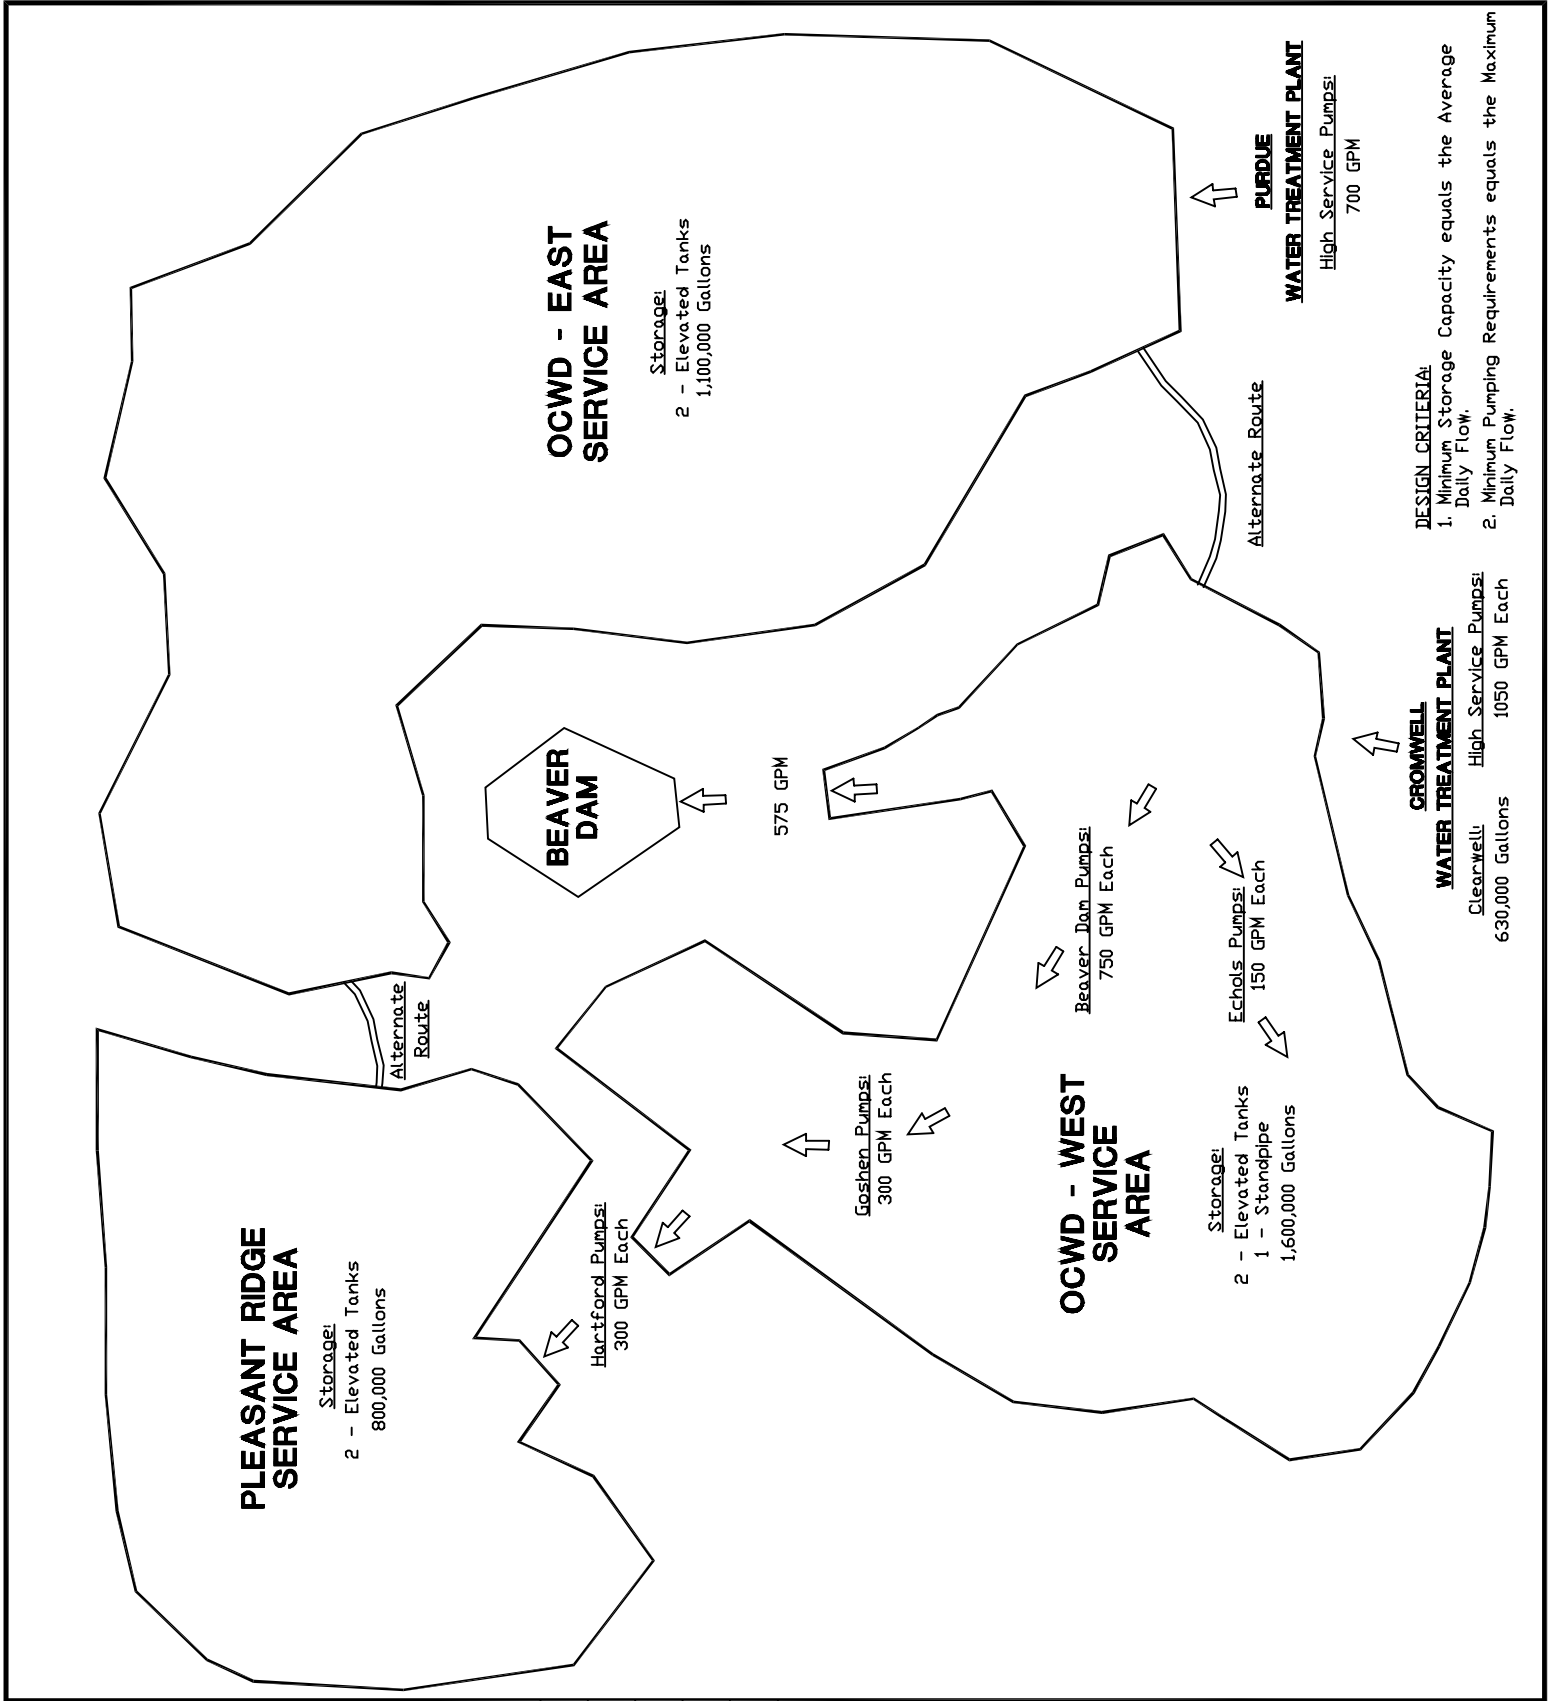 PLEASANT RIDGE
SERVICE AREA
Storage:
2 - Elevated Tanks
800,000 Gallons
Alternate
Route
OCWD - EAST
SERVICE AREA
Storage:
2 - Elevated Tanks
1,100,000 Gallons
BEAVER
DAM
575 GPM
Hartford Pumps:
300 GPM Each
Goshen Pumps:
300 GPM Each
OCWD - WEST
SERVICE
AREA
Storage:
2 - Elevated Tanks
1 - Standpipe
1,600,000 Gallons
Beaver Dam Pumps:
750 GPM Each
Echols Pumps:
150 GPM Each
Alternate Route
PURDUE
WATER TREATMENT PLANT
High Service Pumps:
700 GPM
CROMWELL
WATER TREATMENT PLANT
Clearwell:
630,000 Gallons
High Service Pumps:
1050 GPM Each
DESIGN CRITERIA:
1. Minimum Storage Capacity equals the Average
Daily Flow.
2. Minimum Pumping Requirements equals the Maximum
Daily Flow.